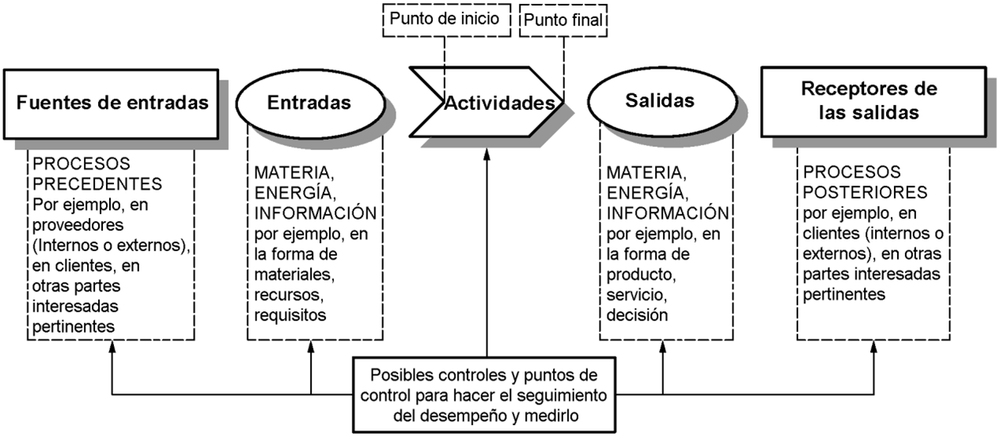 Punto de inicio
Punto final
Fuentes de entradas
Entradas
Actividades
Salidas
Receptores de
las salidas
PROCESOS
PRECEDENTES
Por ejemplo, en
proveedores
(Internos o externos),
en clientes, en
otras partes
interesadas
pertinentes
MATERIA,
ENERGÍA,
INFORMACIÓN
por ejemplo, en
la forma de
materiales,
recursos,
requisitos
MATERIA,
ENERGÍA,
INFORMACIÓN
por ejemplo, en
la forma de
producto,
servicio,
decisión
PROCESOS
POSTERIORES
por ejemplo, en
clientes (internos o
externos), en otras
partes interesadas
pertinentes
Posibles controles y puntos de
control para hacer el seguimiento
del desempeño y medirlo